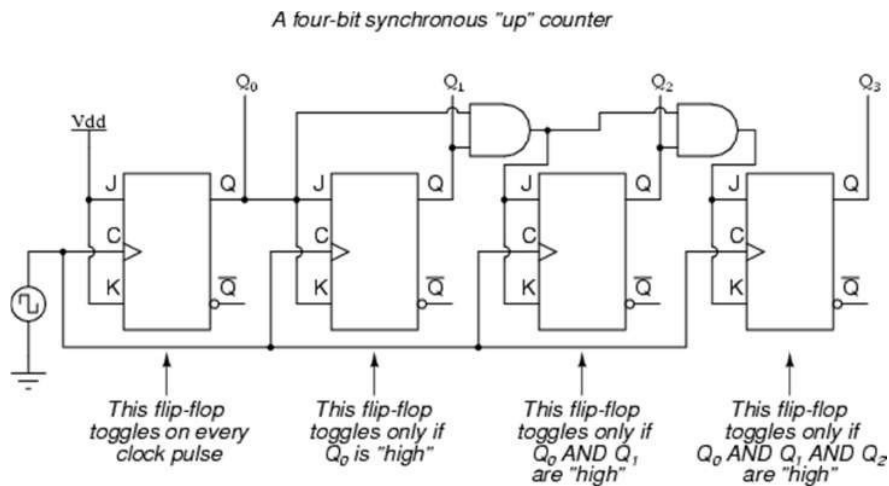 A four-bit synchronous "up" counter
Q0 Q1 Q2 Q3
Vdd
J Q J Q J Q J Q
C C C C
K Q̅ K Q̅ K Q̅ K Q̅
This flip-flop
toggles on every
clock pulse
This flip-flop
toggles only if
Q0 is "high"
This flip-flop
toggles only if
Q0 AND Q1
are "high"
This flip-flop
toggles only if
Q0 AND Q1 AND Q2
are "high"